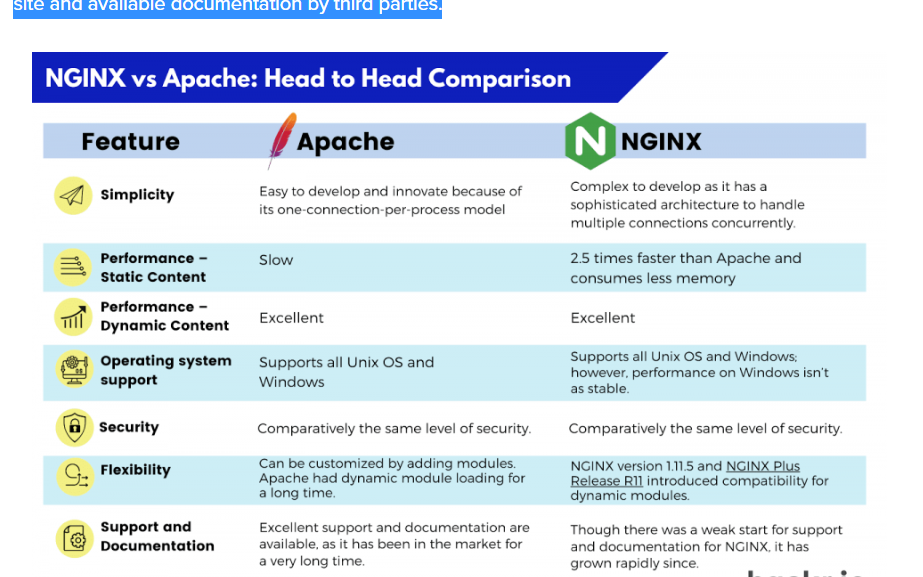 site and available documentation by third parties.
NGINX vs Apache: Head to Head Comparison
Feature
Apache
N NGINX
Simplicity
Easy to develop and innovate because of
its one-connection-per-process model
Complex to develop as it has a
sophisticated architecture to handle
multiple connections concurrently.
Performance –
Static Content
Slow
2.5 times faster than Apache and
consumes less memory
Performance –
Dynamic Content
Excellent
Excellent
Operating system
support
Supports all Unix OS and
Windows
Supports all Unix OS and Windows;
however, performance on Windows isn't
as stable.
Security
Comparatively the same level of security.
Comparatively the same level of security.
Flexibility
Can be customized by adding modules.
Apache had dynamic module loading for
a long time.
NGINX version 1.11.5 and NGINX Plus
Release R11 introduced compatibility for
dynamic modules.
Support and
Documentation
Excellent support and documentation are
available, as it has been in the market for
a very long time.
Though there was a weak start for support
and documentation for NGINX, it has
grown rapidly since.